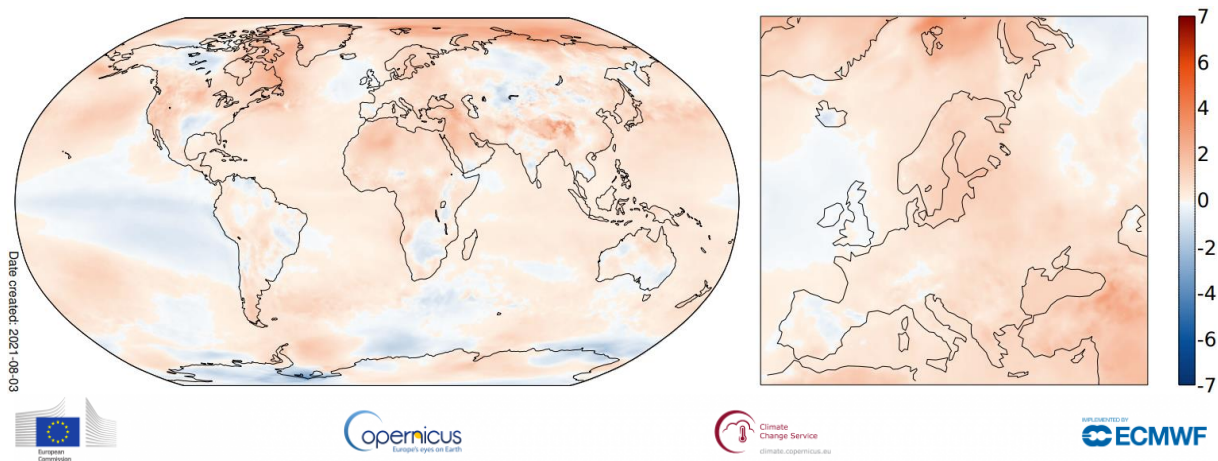 7
6
4
2
0
-2
-4
-6
-7
Date created: 2021-08-03
European
Commission
opernicus
Europe's eyes on Earth
Climate
Change Service
climate.copernicus.eu
IMPLEMENTED BY
ECMWF